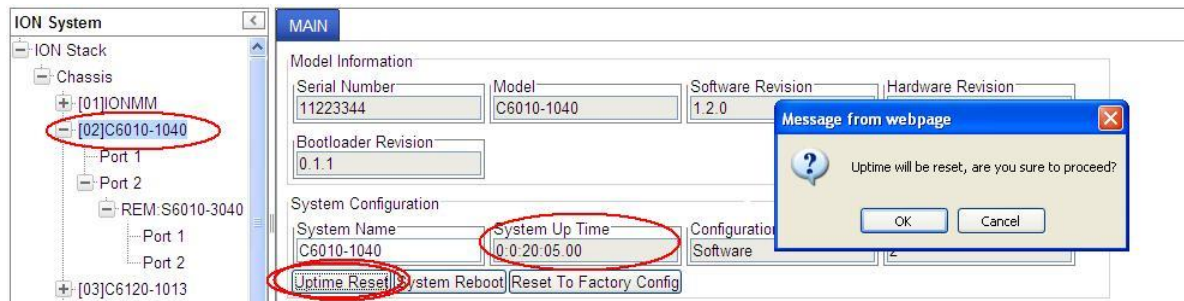 ION System
ION Stack
Chassis
[01]IONMM
[02]C6010-1040
Port 1
Port 2
REM:S6010-3040
Port 1
Port 2
[03]C6120-1013
MAIN
Model Information
Serial Number Model Software Revision Hardware Revision
11223344 C6010-1040 1.2.0
Bootloader Revision
0.1.1
System Configuration
System Name System Up Time Configuration
C6010-1040 0:0:20:05.00 Software
Uptime Reset System Reboot Reset To Factory Config
Message from webpage
Uptime will be reset, are you sure to proceed?
OK Cancel